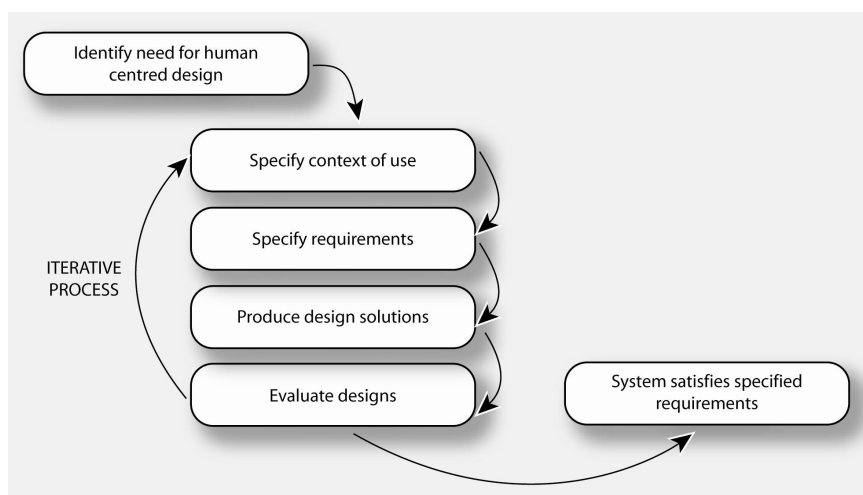 Identify need for human
centred design
Specify context of use
Specify requirements
ITERATIVE
PROCESS
Produce design solutions
Evaluate designs
System satisfies specified
requirements